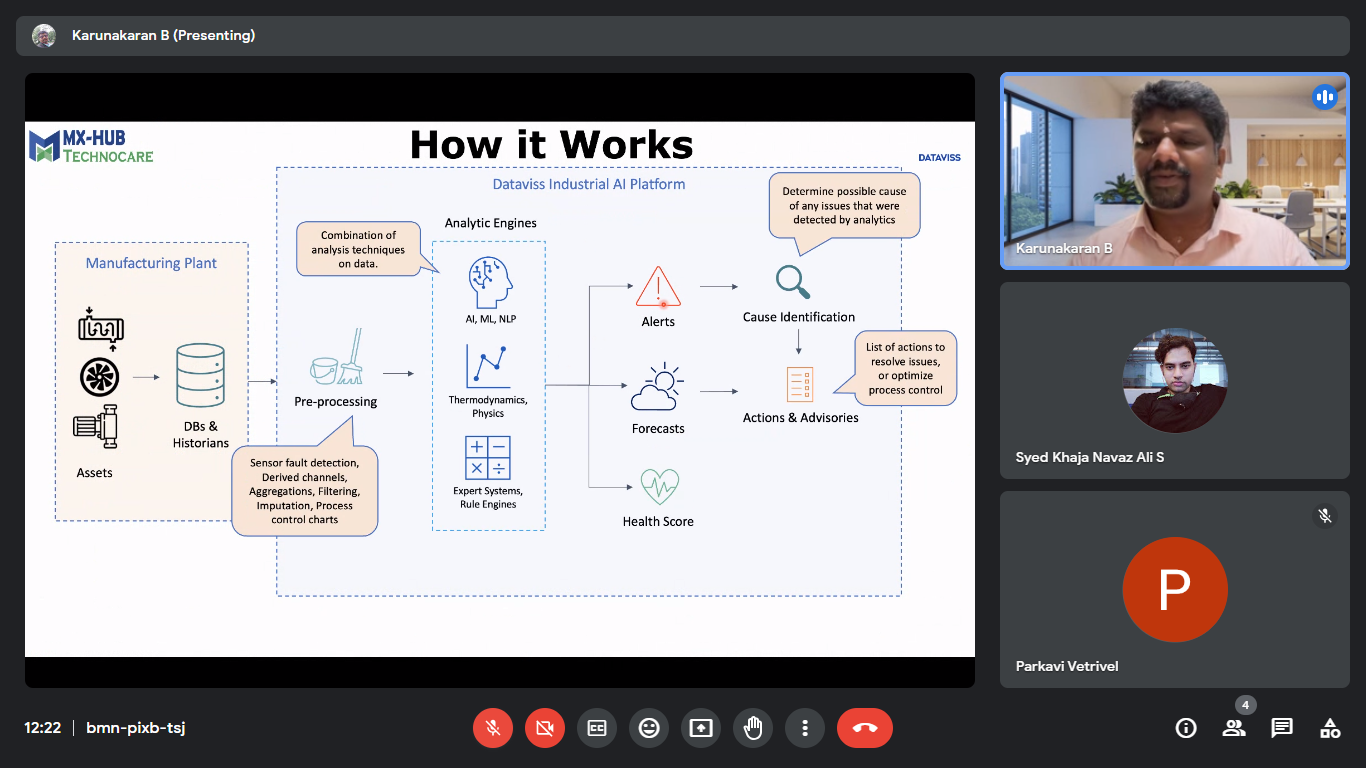 Karunakaran B (Presenting)
MX-HUB
TECHNOCARE
How it Works
DATAVISS
Dataviss Industrial AI Platform
Manufacturing Plant
Assets
DBs &
Historians
Pre-processing
Sensor fault detection,
Derived channels,
Aggregations, Filtering,
Imputation, Process
control charts
Combination of
analysis techniques
on data.
Analytic Engines
AI, ML, NLP
Thermodynamics,
Physics
Expert Systems,
Rule Engines
Alerts
Forecasts
Health Score
Determine possible cause
of any issues that were
detected by analytics
Cause Identification
List of actions to
resolve issues,
or optimize
process control
Actions & Advisories
Karunakaran B
Syed Khaja Navaz Ali S
P
Parkavi Vetrivel
12:22 | bmn-pixb-tsj
CC
4